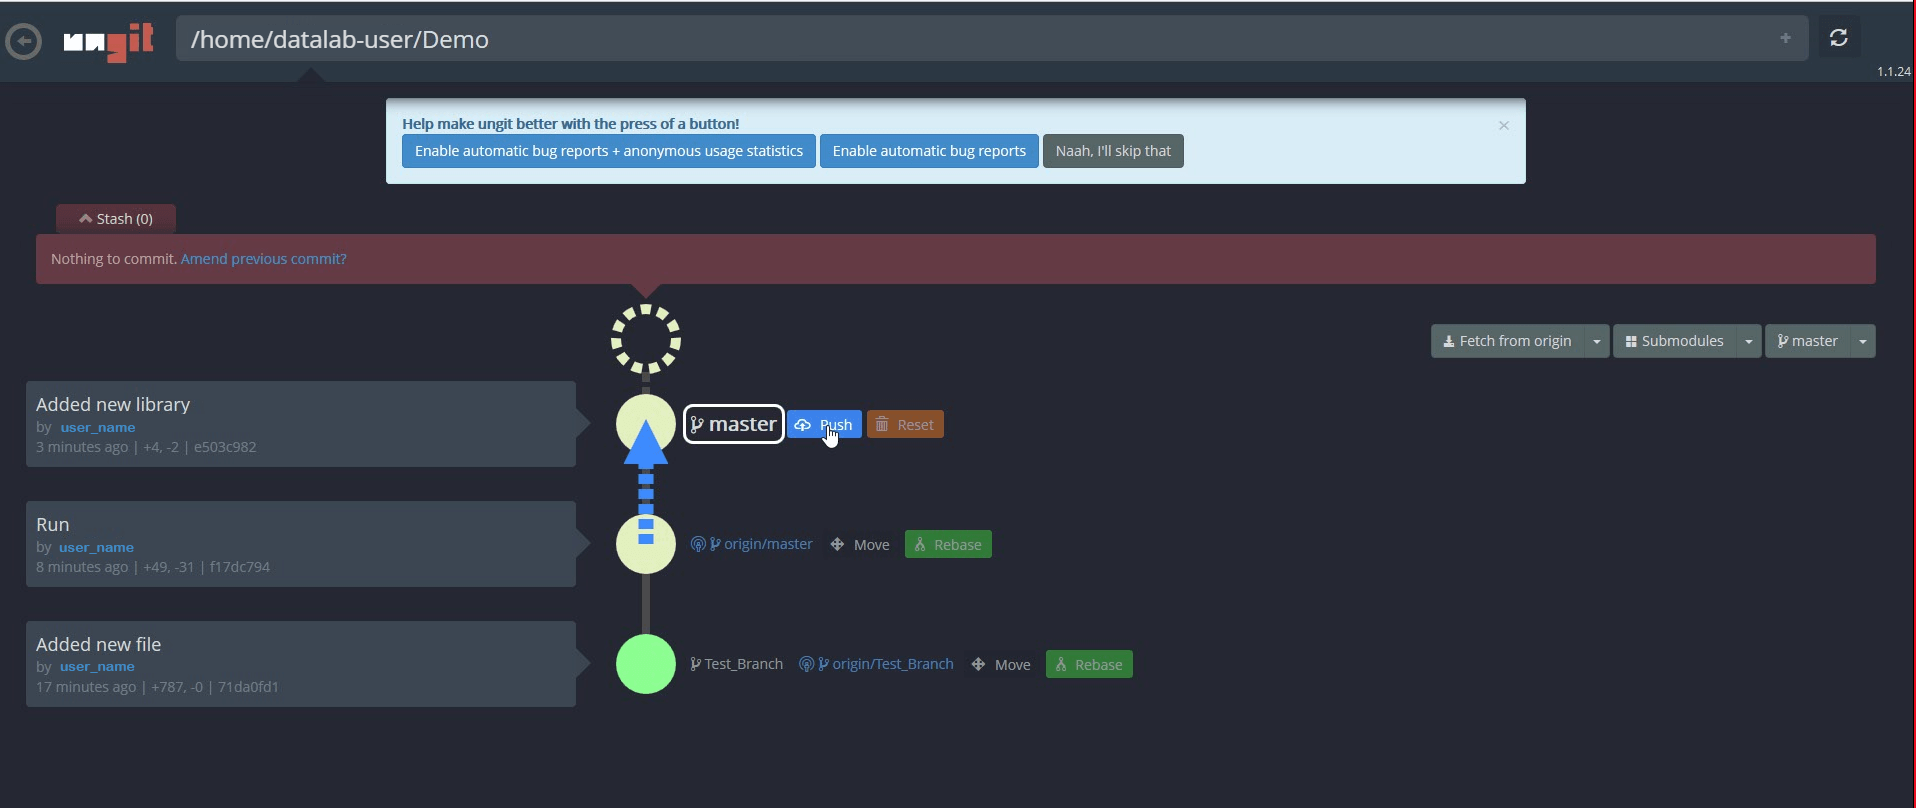 ungit /home/datalab-user/Demo +
1.1.24
Help make ungit better with the press of a button! ×
Enable automatic bug reports + anonymous usage statistics Enable automatic bug reports Naah, I'll skip that
Stash (0)
Nothing to commit. Amend previous commit?
Fetch from origin Submodules master
Added new library
by user_name
3 minutes ago | +4, -2 | e503c982
master Push Reset
Run
by user_name
8 minutes ago | +49, -31 | f17dc794
origin/master Move Rebase
Added new file
by user_name
17 minutes ago | +787, -0 | 71da0fd1
Test_Branch origin/Test_Branch Move Rebase